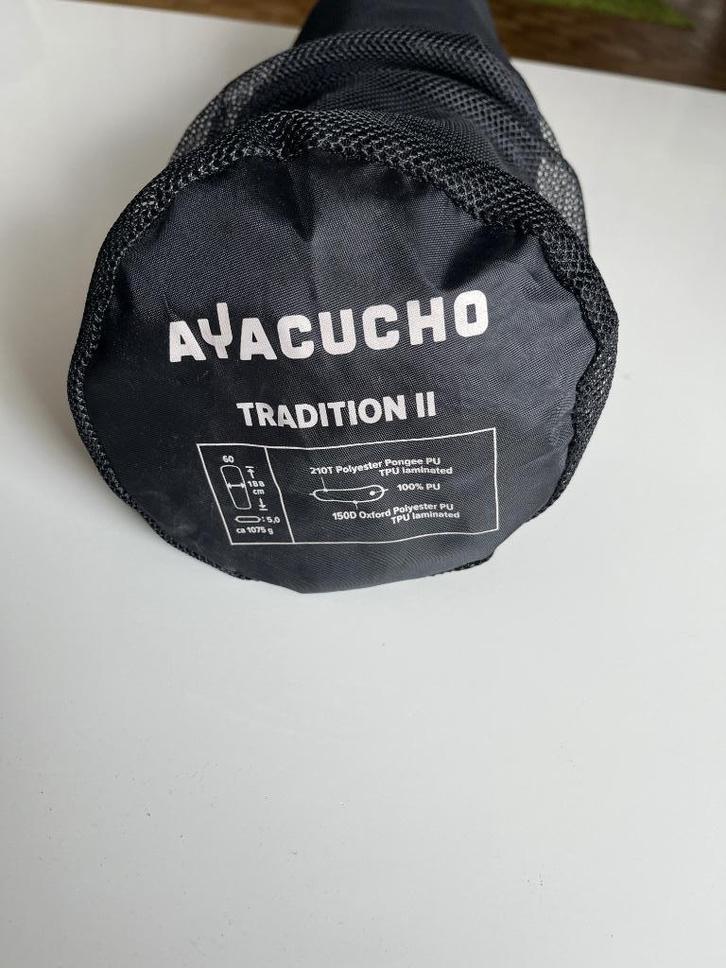 AYACUCHO
TRADITION II
60
188
cm
5,0
ca 1075 g
210T Polyester Pongee PU
TPU laminated
100% PU
150D Oxford Polyester PU
TPU laminated